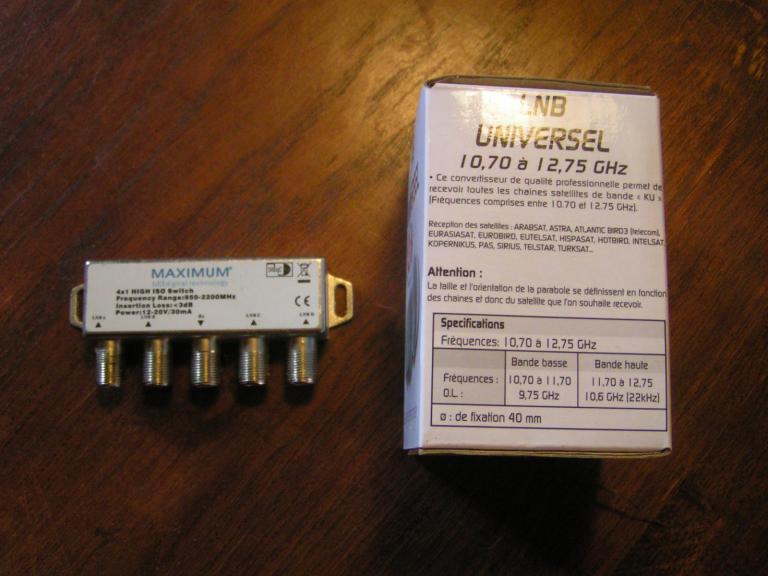 MAXIMUM
4x1 HIGH ISO Switch
Frequency Range:950-2200MHz
Insertion Loss:<3dB
Power:12-20V/30mA
CE
LNB A LNB B Rx LNB C LNB D
LNB
UNIVERSEL
10,70 à 12,75 GHz
• Ce convertisseur de qualité professionnelle permet de
recevoir toutes les chaines satellites de bande « KU »
(Fréquences comprises entre 10.70 et 12.75 GHz).
Réception des satellites : ARABSAT, ASTRA, ATLANTIC BIRD3 (telecom),
EURASIASAT, EUROBIRD, EUTELSAT, HISPASAT, HOTBIRD, INTELSAT,
KOPERNIKUS, PAS, SIRIUS, TELSTAR, TURKSAT...
Attention :
La taille et l'orientation de la parabole se définissent en fonction
des chaines et donc du satellite que l'on souhaite recevoir.
Specifications
Fréquences: 10,70 à 12,75 GHz
Bande basse Bande haute
Fréquences : 10,70 à 11,70 11,70 à 12,75
O.L. : 9,75 GHz 10,6 GHz (22kHz)
ø : de fixation 40 mm